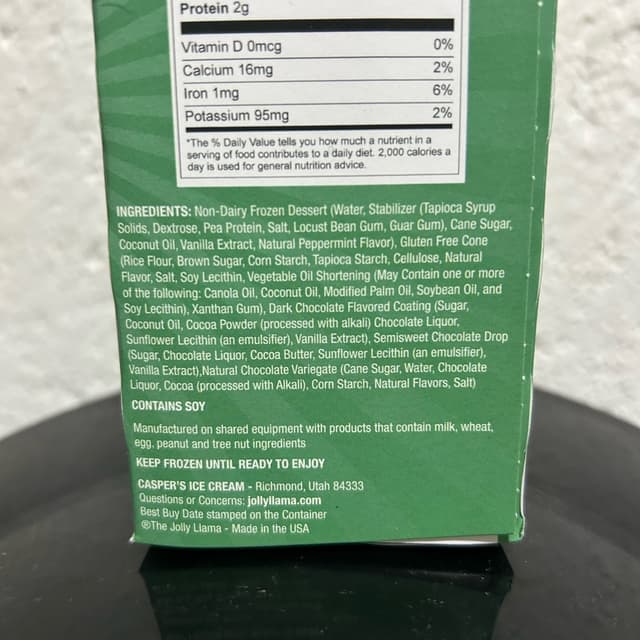 Protein 2g
Vitamin D 0mcg 0%
Calcium 16mg 2%
Iron 1mg 6%
Potassium 95mg 2%
*The % Daily Value tells you how much a nutrient in a
serving of food contributes to a daily diet. 2,000 calories a
day is used for general nutrition advice.
INGREDIENTS: Non-Dairy Frozen Dessert (Water, Stabilizer (Tapioca Syrup
Solids, Dextrose, Pea Protein, Salt, Locust Bean Gum, Guar Gum), Cane Sugar,
Coconut Oil, Vanilla Extract, Natural Peppermint Flavor), Gluten Free Cone
(Rice Flour, Brown Sugar, Corn Starch, Tapioca Starch, Cellulose, Natural
Flavor, Salt, Soy Lecithin, Vegetable Oil Shortening (May Contain one or more
of the following: Canola Oil, Coconut Oil, Modified Palm Oil, Soybean Oil, and
Soy Lecithin), Xanthan Gum), Dark Chocolate Flavored Coating (Sugar,
Coconut Oil, Cocoa Powder (processed with alkali) Chocolate Liquor,
Sunflower Lecithin (an emulsifier), Vanilla Extract), Semisweet Chocolate Drop
(Sugar, Chocolate Liquor, Cocoa Butter, Sunflower Lecithin (an emulsifier),
Vanilla Extract),Natural Chocolate Variegate (Cane Sugar, Water, Chocolate
Liquor, Cocoa (processed with Alkali), Corn Starch, Natural Flavors, Salt)
CONTAINS SOY
Manufactured on shared equipment with products that contain milk, wheat,
egg, peanut and tree nut ingredients
KEEP FROZEN UNTIL READY TO ENJOY
CASPER'S ICE CREAM - Richmond, Utah 84333
Questions or Concerns: jollyllama.com
Best Buy Date stamped on the Container
®The Jolly Llama - Made in the USA